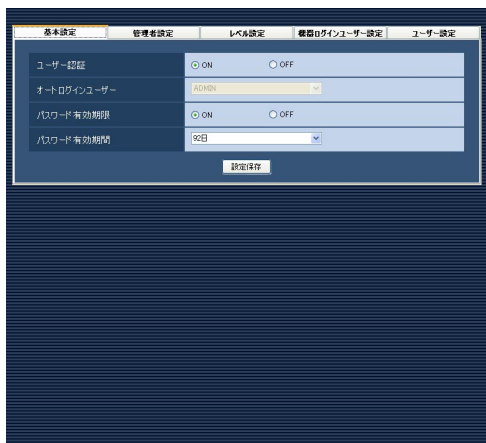 基本設定 管理者設定 レベル設定 機器ログインユーザー設定 ユーザー設定
ユーザー認証 ON OFF
オートログインユーザー ADMIN
パスワード有効期限 ON OFF
パスワード有効期間 92日
設定保存